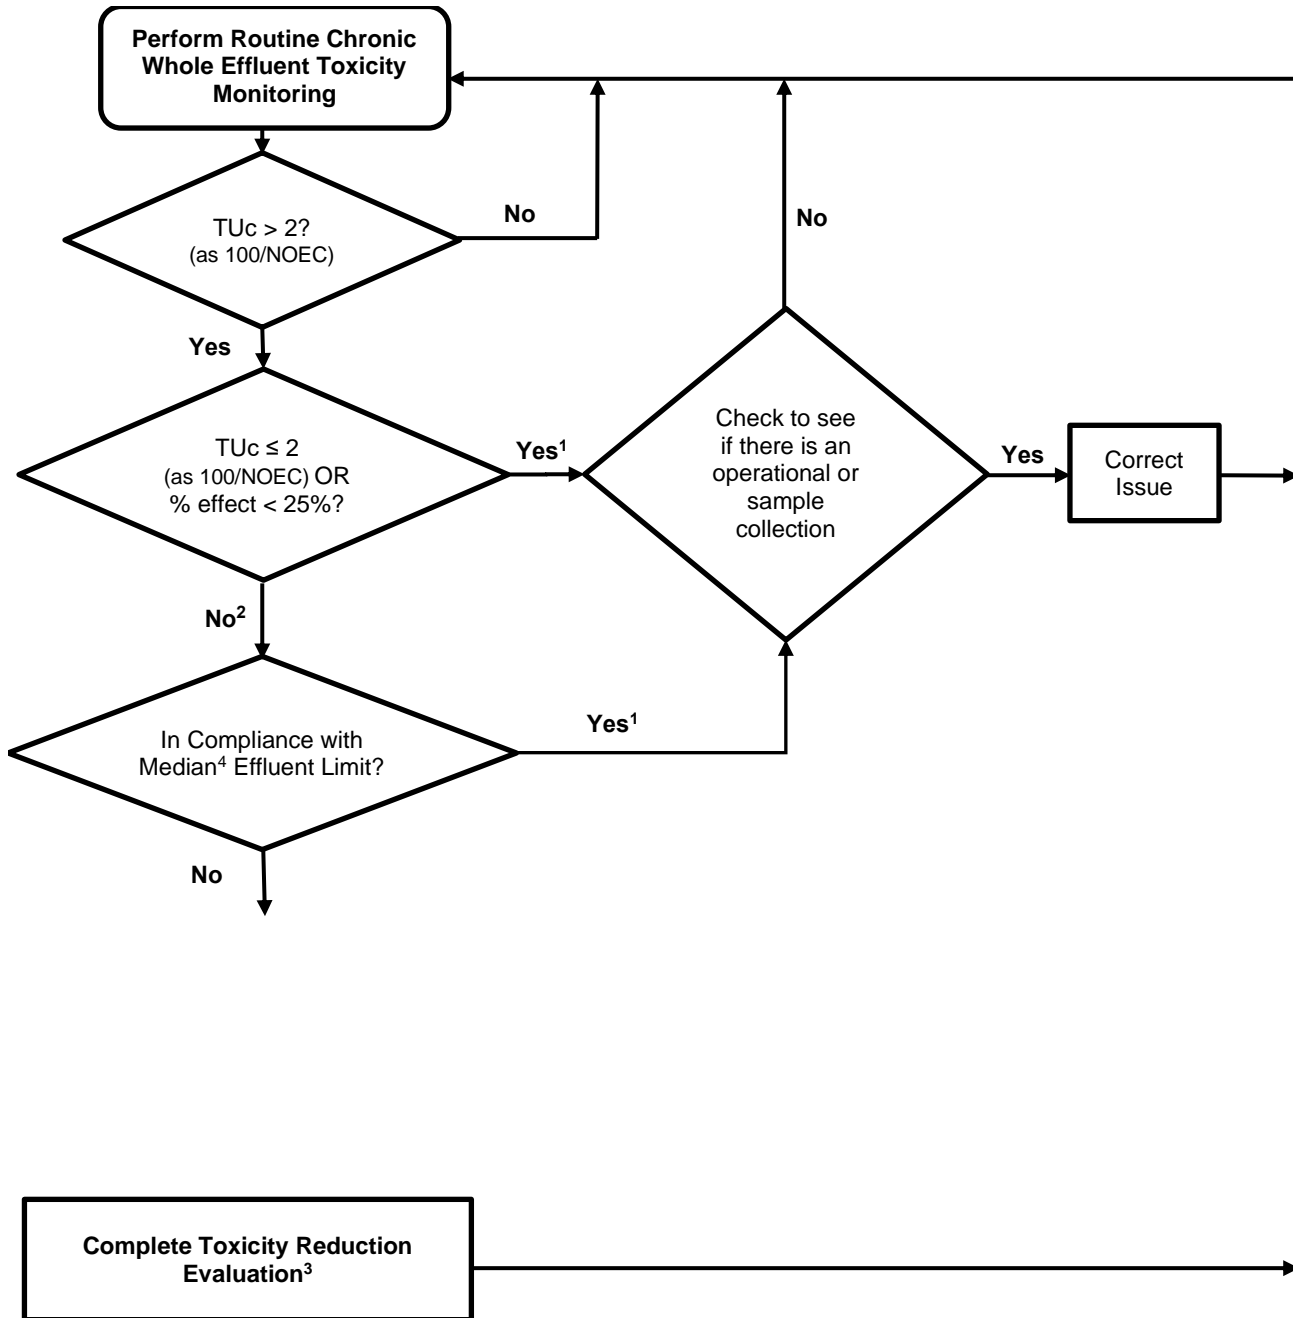 Perform Routine Chronic
Whole Effluent Toxicity
Monitoring
TUc > 2?
(as 100/NOEC)
No
Yes
TUc ≤ 2
(as 100/NOEC) OR
% effect < 25%?
Yes¹
Check to see
if there is an
operational or
sample
collection
No
Yes
Correct
Issue
No²
In Compliance with
Median⁴ Effluent Limit?
Yes¹
No
Complete Toxicity Reduction
Evaluation³